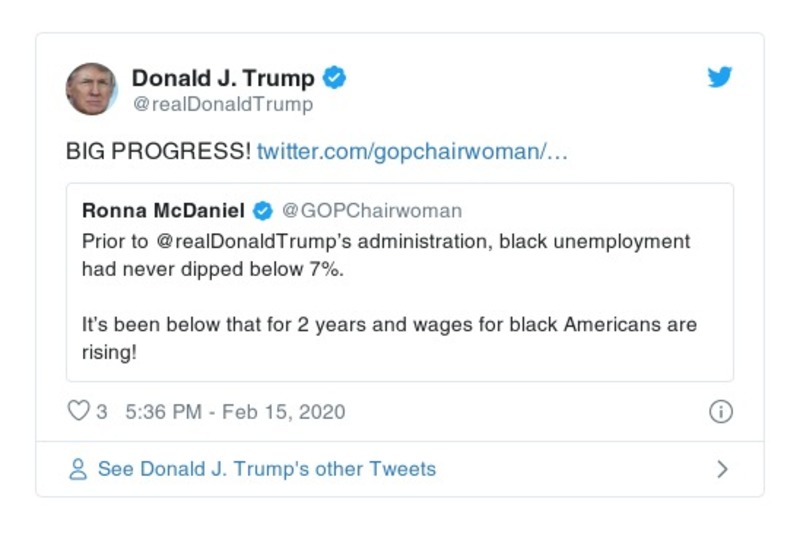 Donald J. Trump
@realDonaldTrump
BIG PROGRESS! twitter.com/gopchairwoman/…
Ronna McDaniel @GOPChairwoman
Prior to @realDonaldTrump’s administration, black unemployment
had never dipped below 7%.
It’s been below that for 2 years and wages for black Americans are
rising!
3 5:36 PM - Feb 15, 2020
See Donald J. Trump's other Tweets